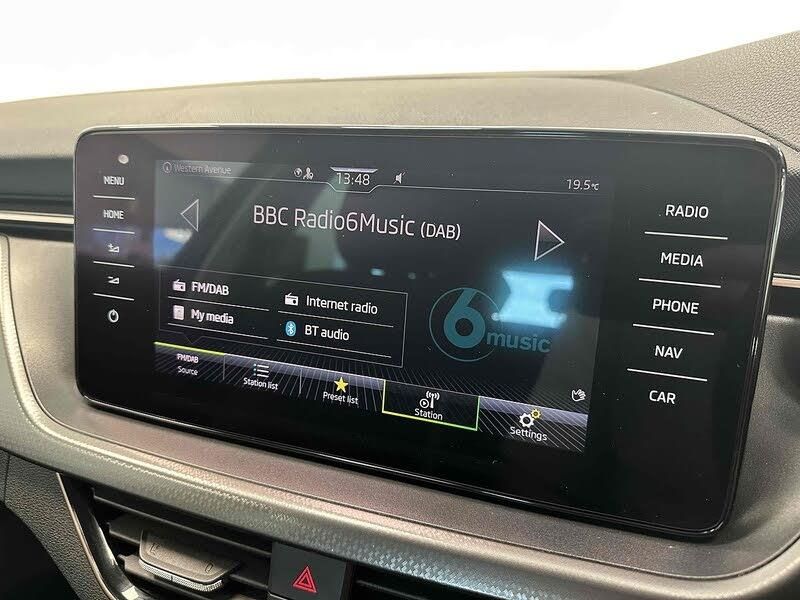 Western Avenue
13:48
19.5°c
MENU
HOME
BBC Radio6Music (DAB)
FM/DAB
Internet radio
My media
BT audio
6 music
FM/DAB
Source
Station list
Preset list
Station
Settings
RADIO
MEDIA
PHONE
NAV
CAR